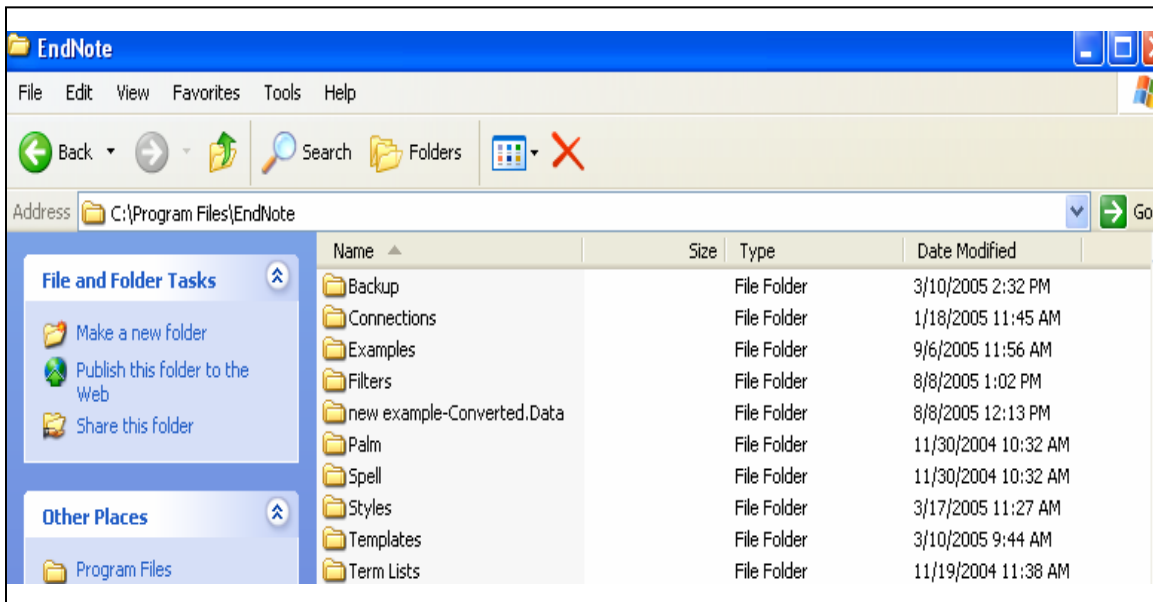 EndNote
File Edit View Favorites Tools Help
Back Search Folders
Address C:\Program Files\EndNote Go
Name Size Type Date Modified
File and Folder Tasks
Make a new folder
Publish this folder to the
Web
Share this folder
Other Places
Program Files
Backup File Folder 3/10/2005 2:32 PM
Connections File Folder 1/18/2005 11:45 AM
Examples File Folder 9/6/2005 11:56 AM
Filters File Folder 8/8/2005 1:02 PM
new example-Converted.Data File Folder 8/8/2005 12:13 PM
Palm File Folder 11/30/2004 10:32 AM
Spell File Folder 11/30/2004 10:32 AM
Styles File Folder 3/17/2005 11:27 AM
Templates File Folder 3/10/2005 9:44 AM
Term Lists File Folder 11/19/2004 11:38 AM